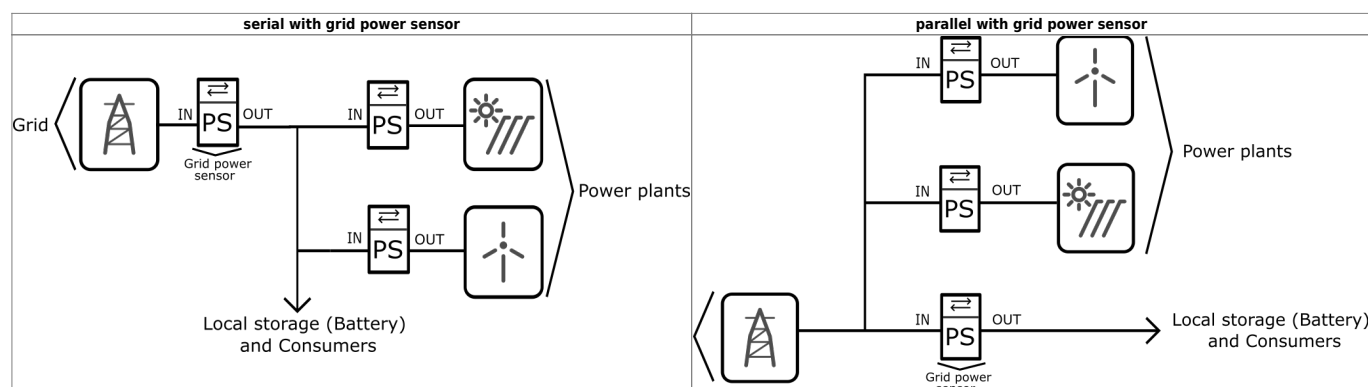 serial with grid power sensor
parallel with grid power sensor
Grid
IN
PS
OUT
Grid power
sensor
IN
PS
OUT
IN
PS
OUT
Power plants
Local storage (Battery)
and Consumers
IN
PS
OUT
IN
PS
OUT
Power plants
IN
PS
OUT
Grid power
sensor
Local storage (Battery)
and Consumers